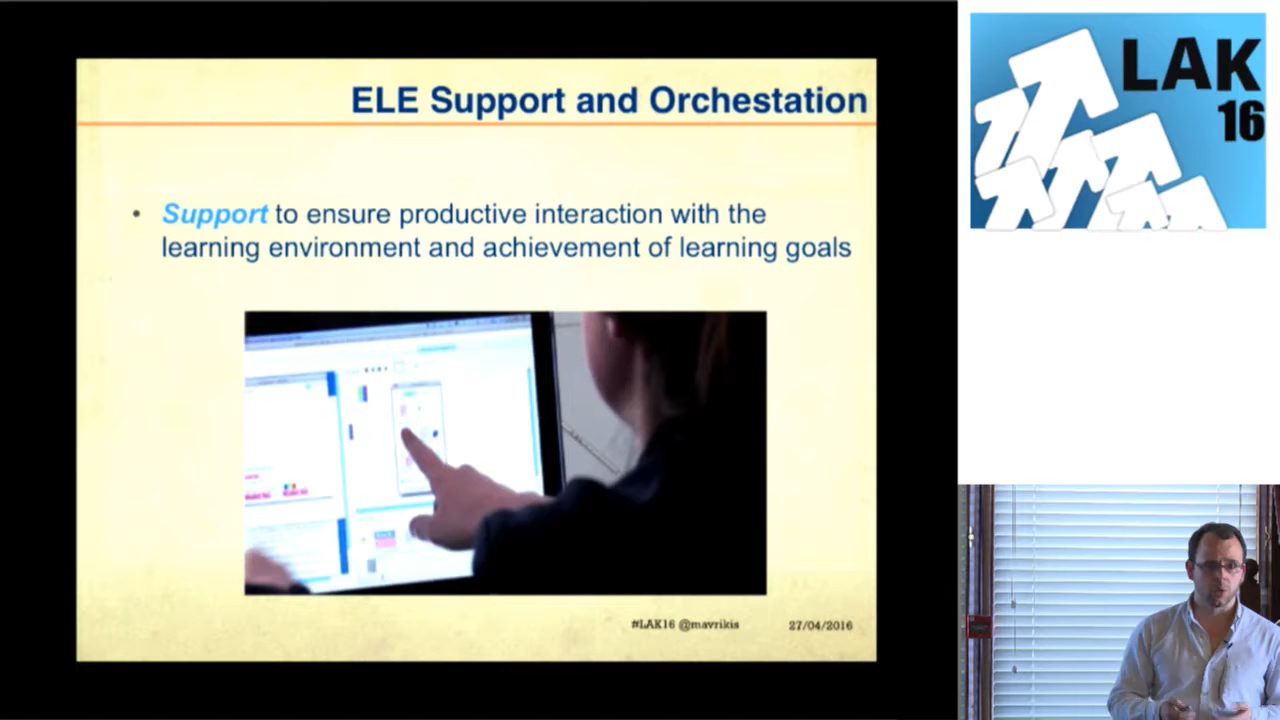 ELE Support and Orchestration
• Support to ensure productive interaction with the
learning environment and achievement of learning goals
#LAK16 @mavrikis 27/04/2016
LAK
16